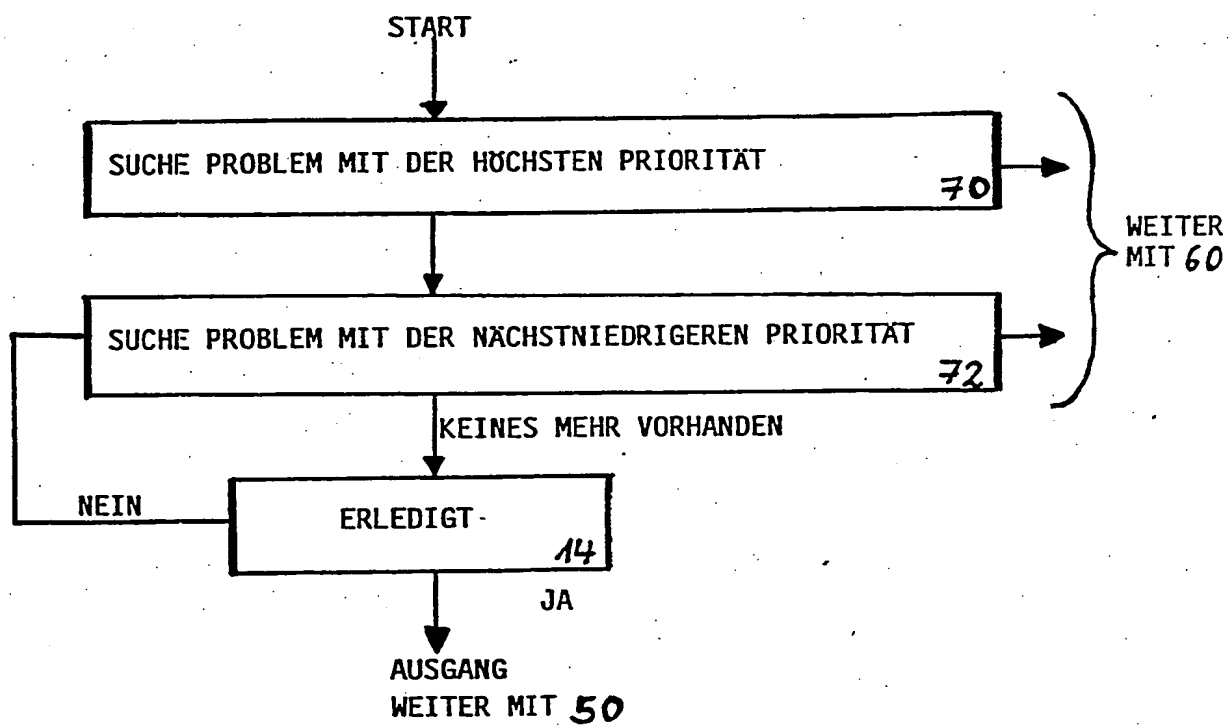 START
SUCHE PROBLEM MIT DER HÖCHSTEN PRIORITÄT
70
WEITER
MIT 60
SUCHE PROBLEM MIT DER NÄCHSTNIEDRIGEREN PRIORITÄT
72
KEINES MEHR VORHANDEN
NEIN
ERLEDIGT
14
JA
AUSGANG
WEITER MIT 50